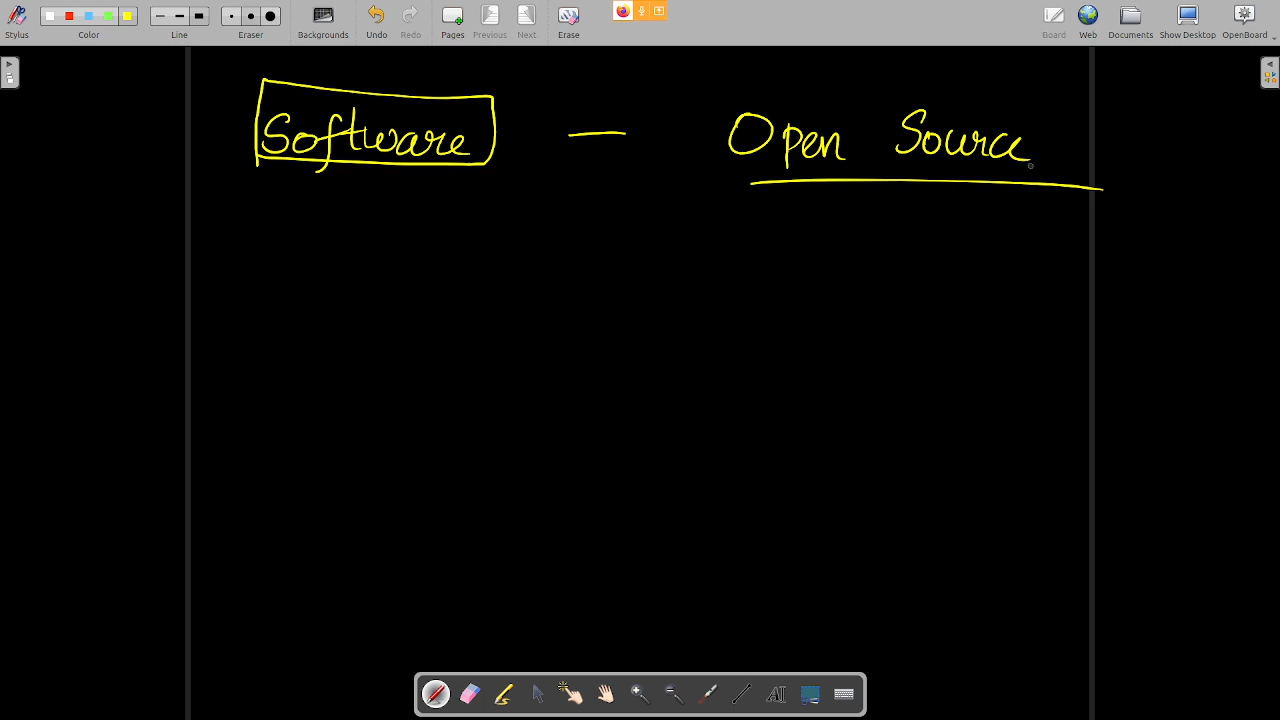 Stylus
Color
Line
Eraser
Backgrounds
Undo
Redo
Pages
Previous
Next
Erase
Board
Web
Documents
Show Desktop
OpenBoard
Software — Open Source
AI